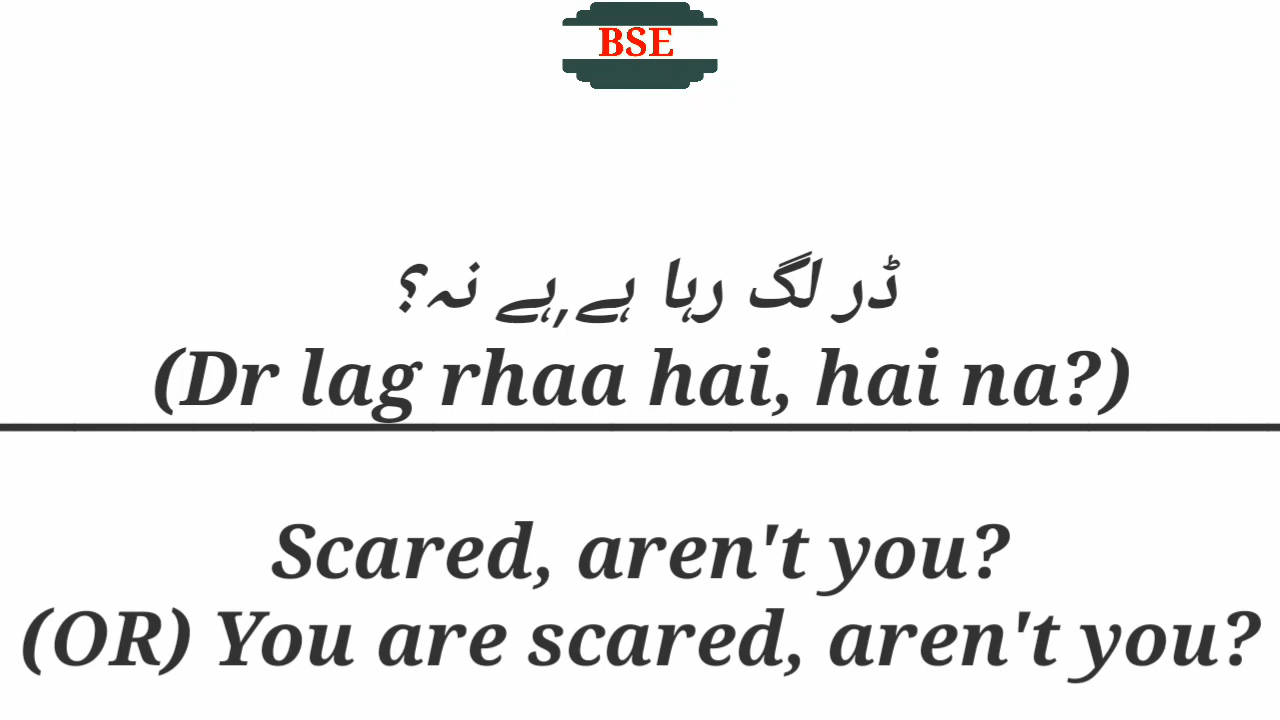 BSE
ڈر لگ رہا ہے,ہے نہ؟
(Dr lag rhaa hai, hai na?)
Scared, aren't you?
(OR) You are scared, aren't you?